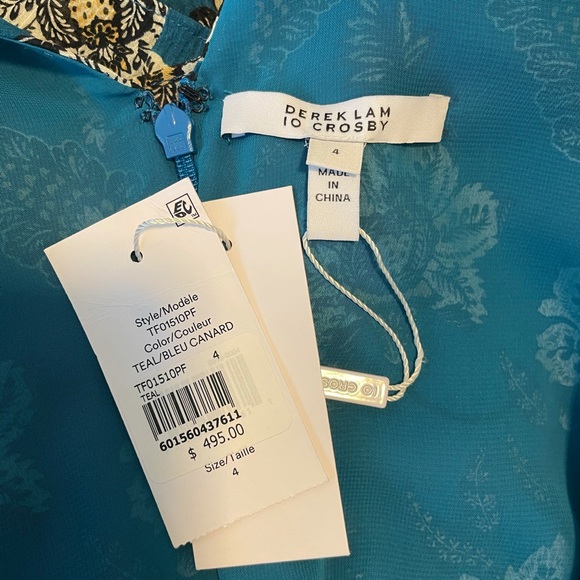 DEREK LAM
10 CROSBY
4
MADE
IN
CHINA
Style/Modèle
TF01510PF
Color/Couleur
TEAL/BLEU CANARD
TF01510PF 4
TEAL
601560437611
$ 495.00
Size/Taille
4
10 CROS